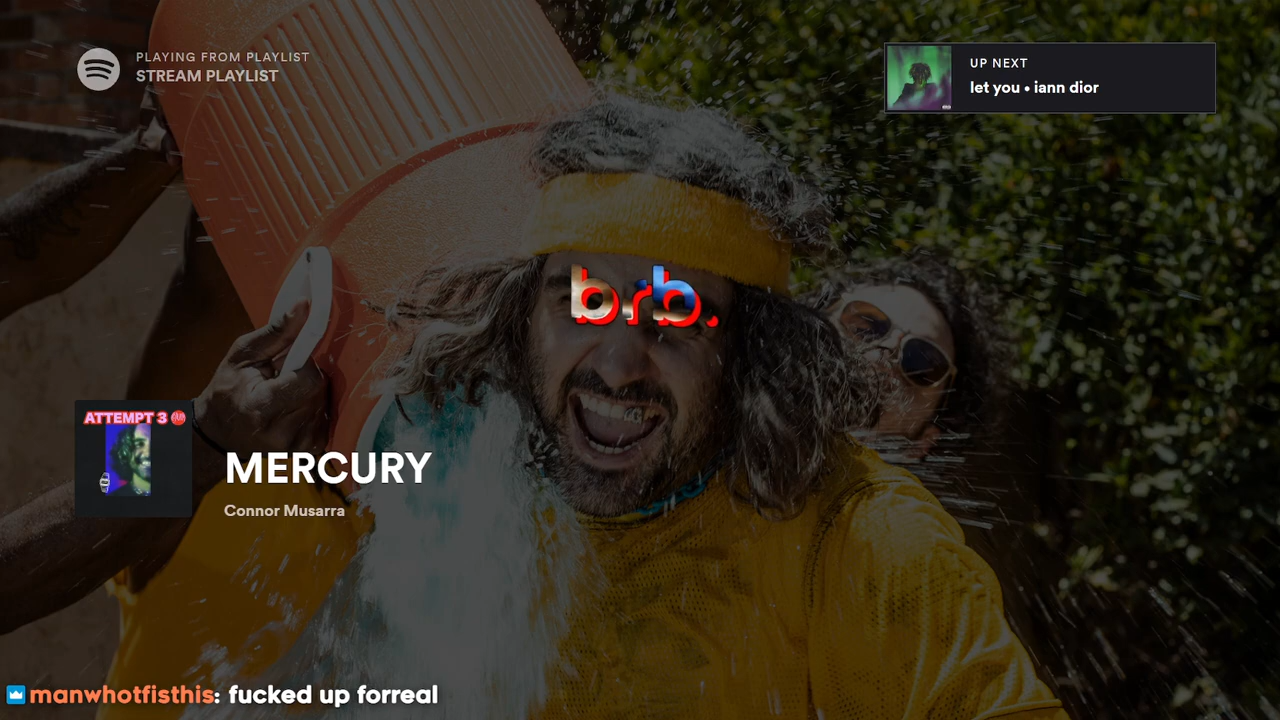 PLAYING FROM PLAYLIST
STREAM PLAYLIST
UP NEXT
let you • iann dior
brb.
ATTEMPT 3
MERCURY
Connor Musarra
manwhotfisthis: fucked up forreal